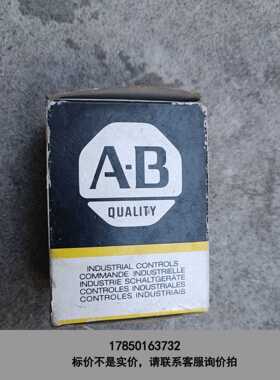 A-B
QUALITY
INDUSTRIAL CONTROLS
COMMANDE INDUSTRIELLE
INDUSTRIE SCHALTGERÄTE
CONTROLES INDUSTRIALES
CONTROLES INDUSTRIAIS
17850163732
标价不是实价，请联系客服询价拍